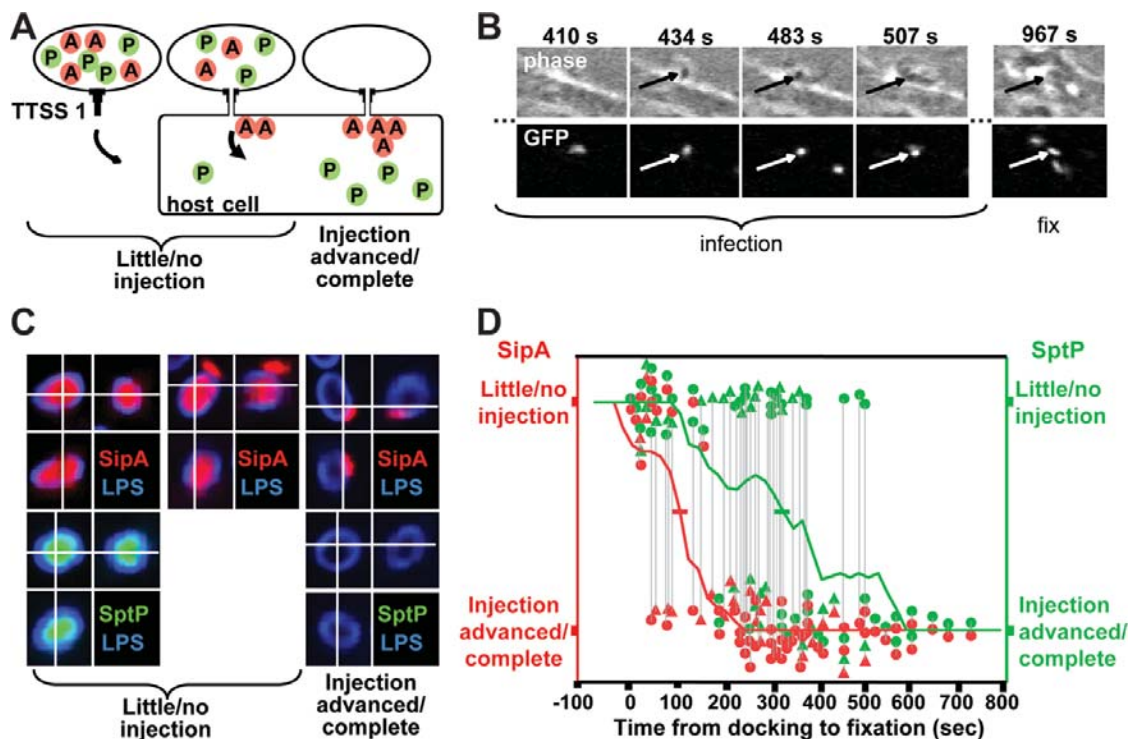 A
A A P P
P
A P P A
P A
P
A P
TTSS 1
A A
A A A
A
P
P P
P P
host cell
Little/no
injection
Injection
advanced/
complete
B
410 s 434 s 483 s 507 s 967 s
phase
GFP
infection
fix
C
SipA
LPS
SipA
LPS
SipA
LPS
SptP
LPS
SptP
LPS
Little/no
injection
Injection
advanced/
complete
D
SipA
SptP
Little/no
injection
Little/no
injection
Injection
advanced/
complete
Injection
advanced/
complete
-100 0 100 200 300 400 500 600 700 800
Time from docking to fixation (sec)